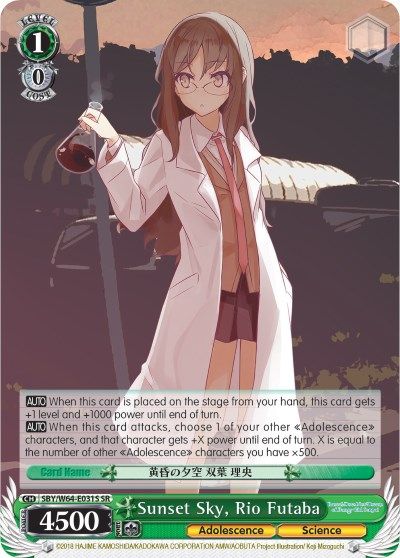 LEVEL
1
0
COST
AUTO When this card is placed on the stage from your hand, this card gets
+1 level and +1000 power until end of turn.
AUTO When this card attacks, choose 1 of your other «Adolescence»
characters, and that character gets +X power until end of turn. X is equal to
the number of other «Adolescence» characters you have ×500.
Card Name 黄昏の夕空 双葉 理央
CH SBY/W64-E031S SR
Sunset Sky, Rio Futaba
POWER 4500
Adolescence Science
©2018 HAJIME KAMOSHIDA/KADOKAWA CORPORATION AMW/AOBUTA Project Illustration/ Keji Mizoguchi